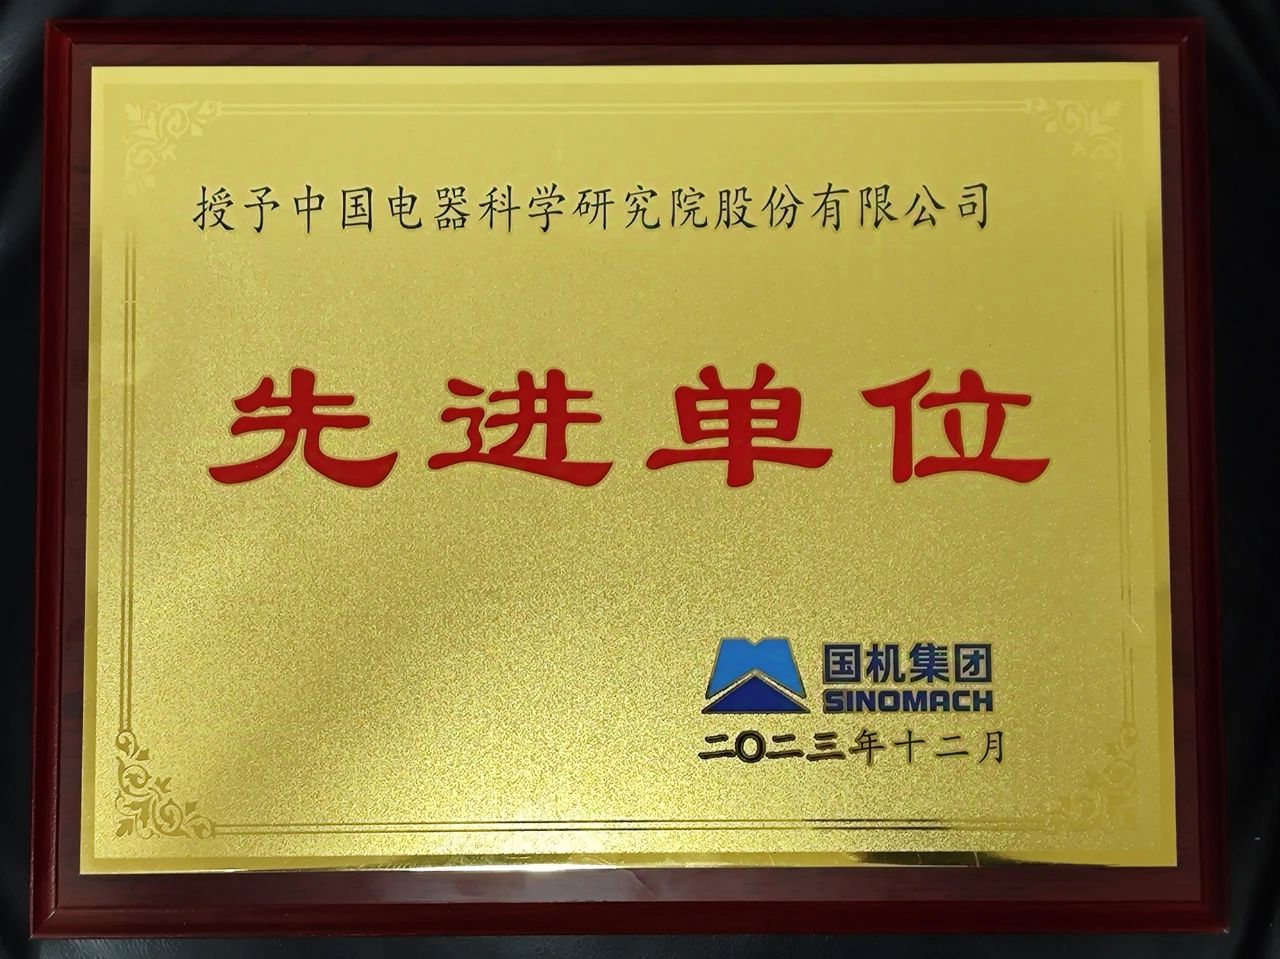 授予中国电器科学研究院股份有限公司
先进单位
国机集团
SINOMACH
二〇二三年十二月